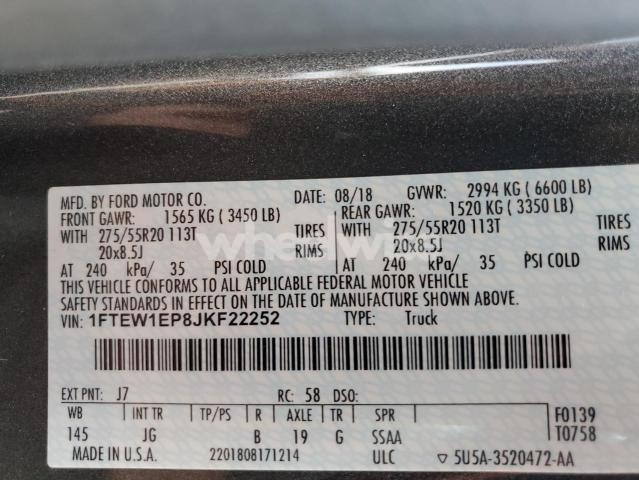 MFD. BY FORD MOTOR CO. DATE: 08/18 GVWR: 2994 KG ( 6600 LB)
FRONT GAWR: 1565 KG ( 3450 LB) REAR GAWR: 1520 KG ( 3350 LB)
WITH 275/55R20 113T TIRES WITH 275/55R20 113T TIRES
20x8.5J RIMS 20x8.5J RIMS
AT 240 kPa/ 35 PSI COLD AT 240 kPa/ 35 PSI COLD
THIS VEHICLE CONFORMS TO ALL APPLICABLE FEDERAL MOTOR VEHICLE
SAFETY STANDARDS IN EFFECT ON THE DATE OF MANUFACTURE SHOWN ABOVE.
VIN: 1FTEW1EP8JKF22252 TYPE: Truck
EXT PNT: J7 RC: 58 DSO:
WB INT TR TP/PS R AXLE TR SPR F0139
145 JG B 19 G SSAA T0758
MADE IN U.S.A. 2201808171214 ULC ▽ 5U5A-3520472-AA